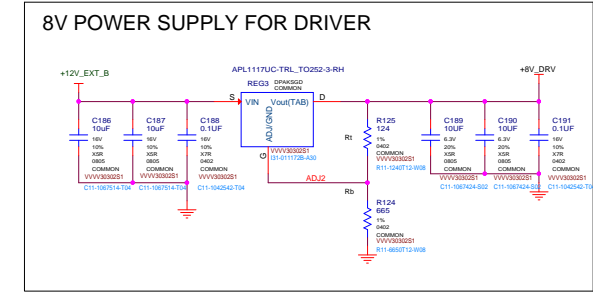 8V POWER SUPPLY FOR DRIVER
+12V_EXT_B
APL1117UC-TRL_TO252-3-RH
REG3 DPAKSGD
COMMON
+8V_DRV
S
VIN Vout(TAB)
D
ADJ/GND
G
VVVV30302S1
I31-011172B-A30
C186
10uF
16V
10%
X5R
0805
COMMON
VVVV30302S1
C11-1067514-T04
C187
10uF
16V
10%
X5R
0805
COMMON
VVVV30302S1
C11-1067514-T04
C188
0.1UF
16V
10%
X7R
0402
COMMON
VVVV30302S1
C11-1042542-T04
Rt
R125
124
1%
0402
COMMON
VVVV30302S1
R11-1240T12-W08
ADJ2
Rb
R124
665
1%
0402
COMMON
VVVV30302S1
R11-6650T12-W08
C189
10UF
6.3V
20%
X5R
0805
COMMON
VVVV30302S1
C11-1067424-S02
C190
10UF
6.3V
20%
X5R
0805
COMMON
VVVV30302S1
C11-1067424-S02
C191
0.1UF
16V
10%
X7R
0402
COMMON
VVVV30302S1
C11-1042542-T0